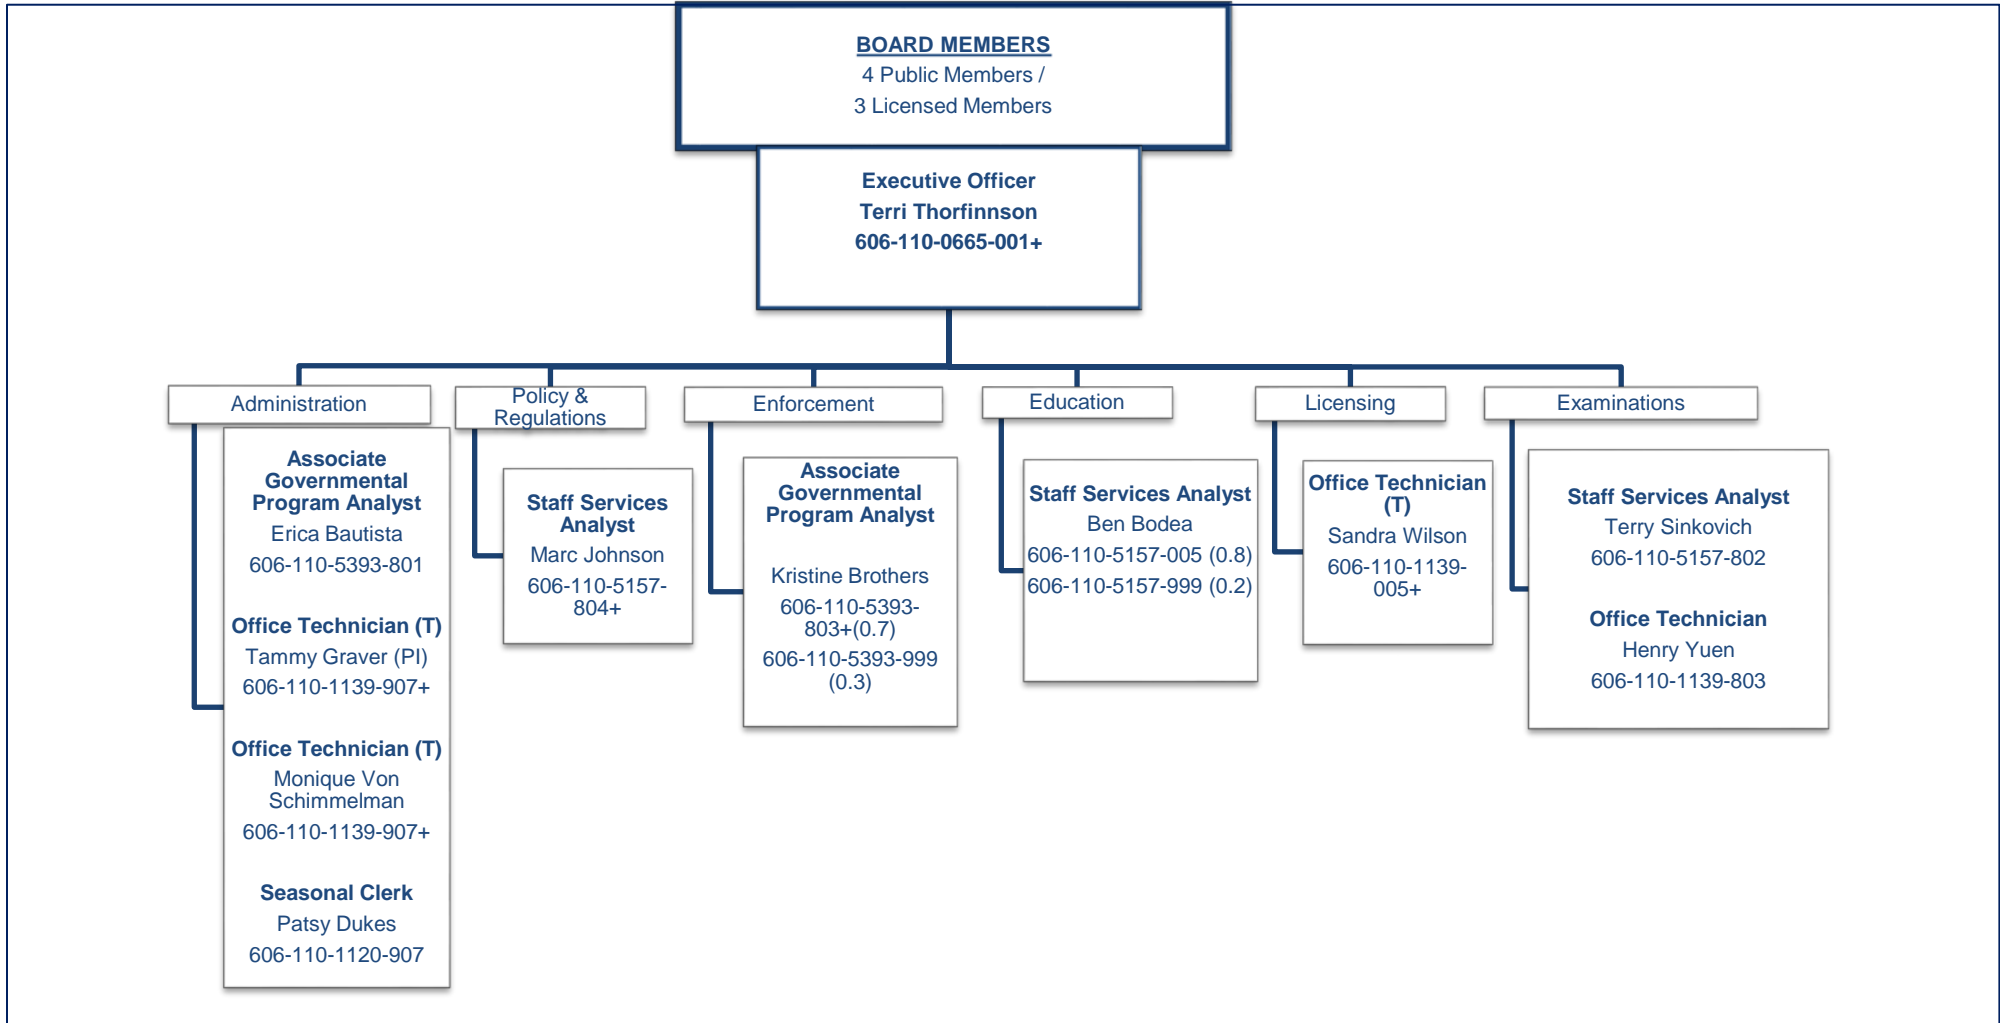 BOARD MEMBERS
4 Public Members /
3 Licensed Members
Executive Officer
Terri Thorfinnson
606-110-0665-001+
Administration
Associate
Governmental
Program Analyst
Erica Bautista
606-110-5393-801
Office Technician (T)
Tammy Graver (PI)
606-110-1139-907+
Office Technician (T)
Monique Von
Schimmelman
606-110-1139-907+
Seasonal Clerk
Patsy Dukes
606-110-1120-907
Policy &
Regulations
Staff Services
Analyst
Marc Johnson
606-110-5157-
804+
Enforcement
Associate
Governmental
Program Analyst
Kristine Brothers
606-110-5393-
803+(0.7)
606-110-5393-999
(0.3)
Education
Staff Services Analyst
Ben Bodea
606-110-5157-005 (0.8)
606-110-5157-999 (0.2)
Licensing
Office Technician
(T)
Sandra Wilson
606-110-1139-
005+
Examinations
Staff Services Analyst
Terry Sinkovich
606-110-5157-802
Office Technician
Henry Yuen
606-110-1139-803